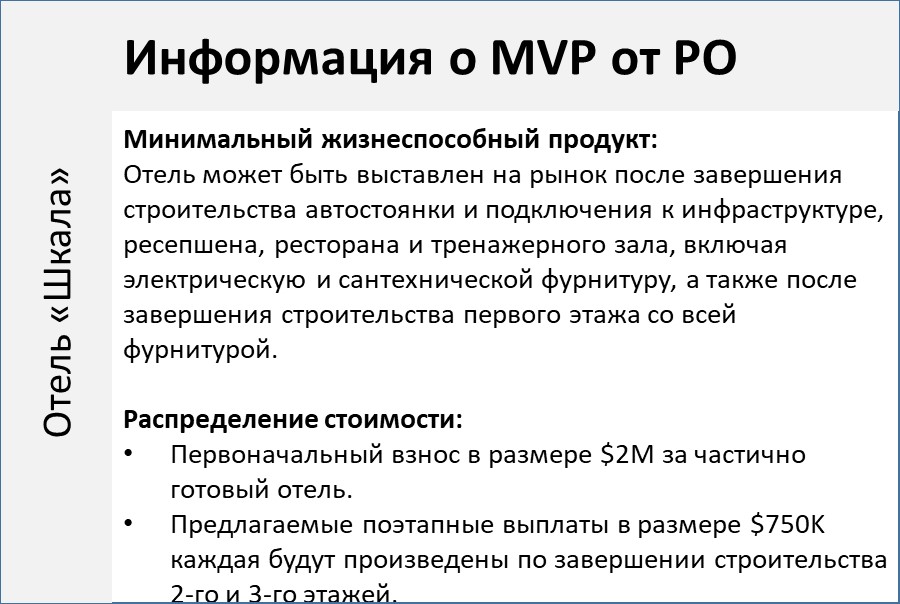 Информация о MVP от PO
Отель «Шкала»
Минимальный жизнеспособный продукт:
Отель может быть выставлен на рынок после завершения
строительства автостоянки и подключения к инфраструктуре,
ресепшена, ресторана и тренажерного зала, включая
электрическую и сантехнической фурнитуру, а также после
завершения строительства первого этажа со всей
фурнитурой.
Распределение стоимости:
• Первоначальный взнос в размере $2M за частично
готовый отель.
• Предлагаемые поэтапные выплаты в размере $750K
каждая будут произведены по завершении строительства
2-го и 3-го этажей.